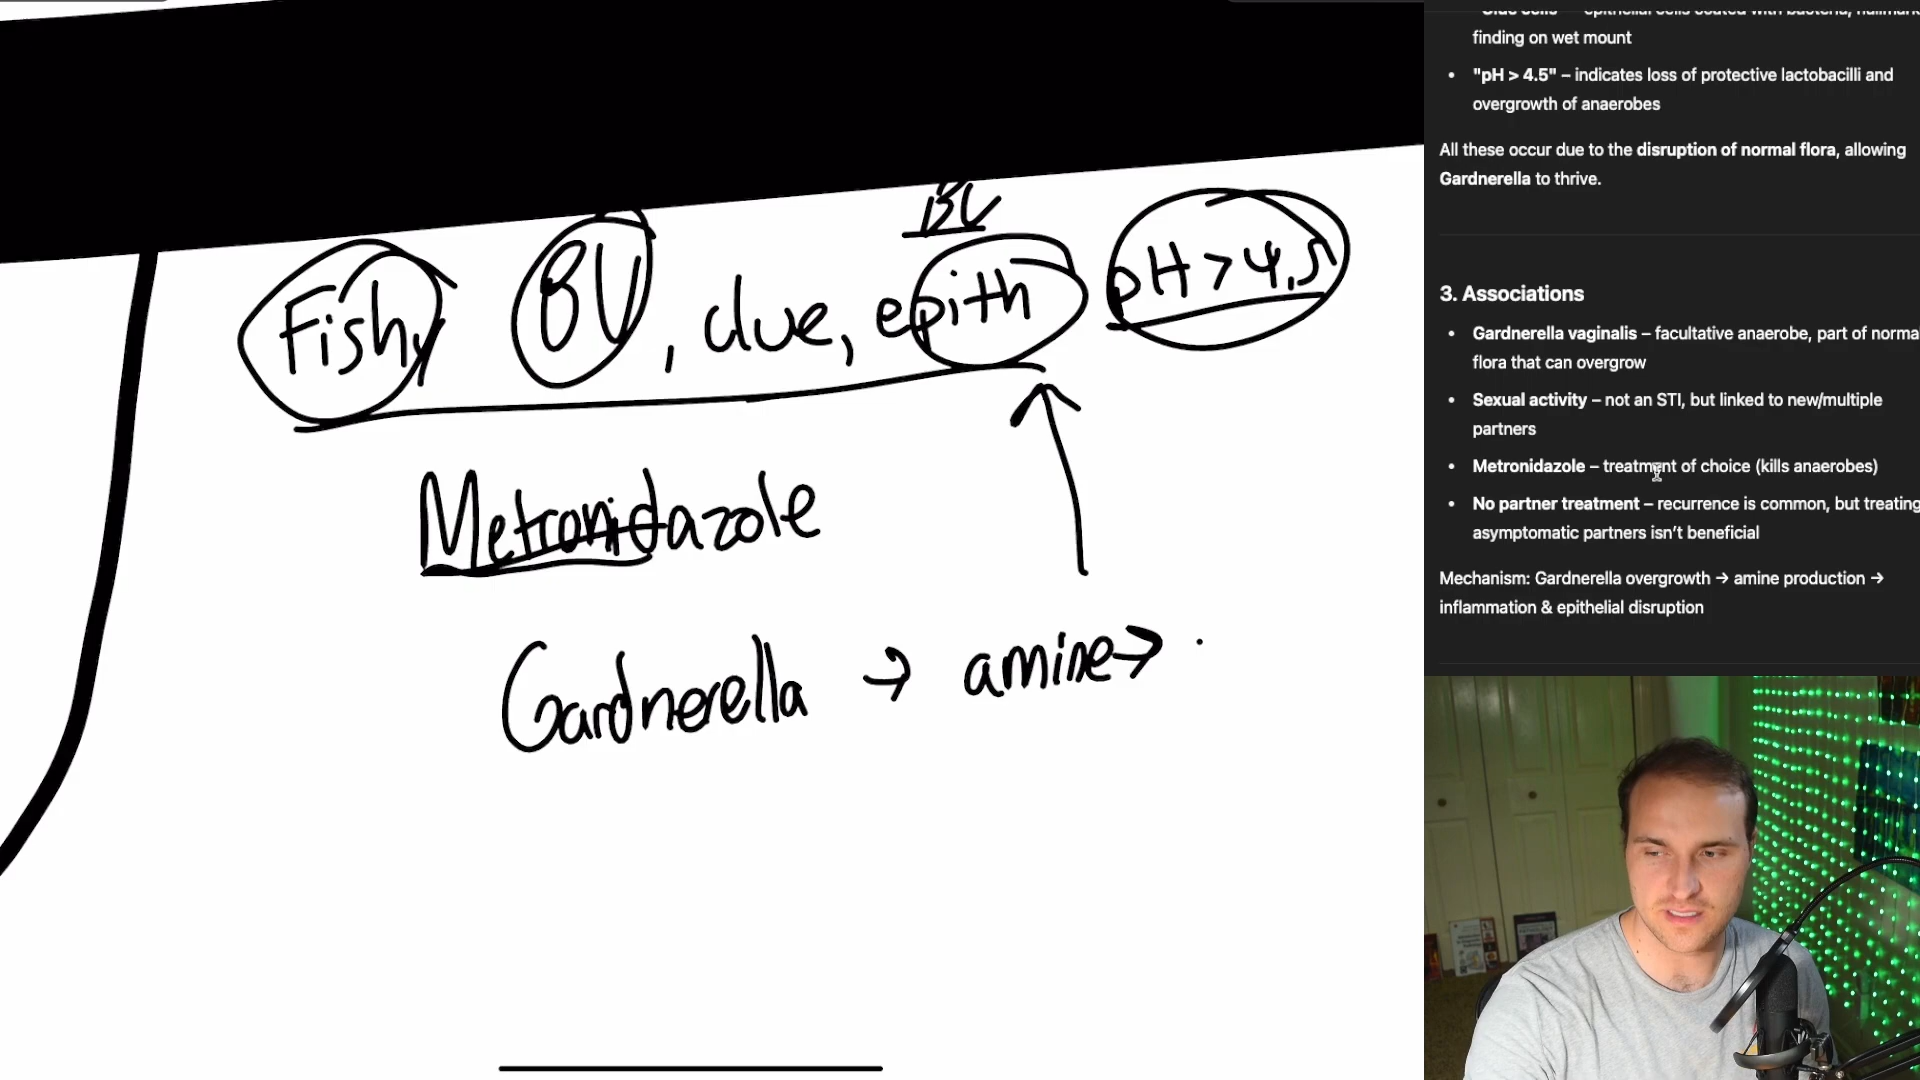 BV
Fishy BV, clue, epith pH > 4.5
Metronidazole
Gardnerella → amine →
finding on wet mount
• "pH > 4.5" – indicates loss of protective lactobacilli and
overgrowth of anaerobes
All these occur due to the disruption of normal flora, allowing
Gardnerella to thrive.
3. Associations
• Gardnerella vaginalis – facultative anaerobe, part of norma
flora that can overgrow
• Sexual activity – not an STI, but linked to new/multiple
partners
• Metronidazole – treatment of choice (kills anaerobes)
• No partner treatment – recurrence is common, but treating
asymptomatic partners isn't beneficial
Mechanism: Gardnerella overgrowth → amine production →
inflammation & epithelial disruption